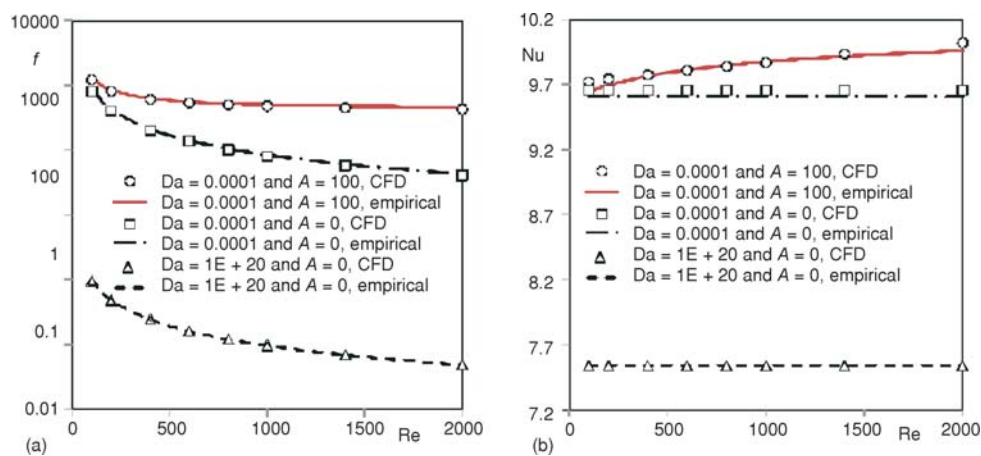 10000
f
1000
100
1
0.1
0.01
Da = 0.0001 and A = 100, CFD
Da = 0.0001 and A = 100, empirical
Da = 0.0001 and A = 0, CFD
Da = 0.0001 and A = 0, empirical
Da = 1E + 20 and A = 0, CFD
Da = 1E + 20 and A = 0, empirical
0 500 1000 1500 2000
(a) Re
10.2
Nu
9.7
9.2
8.7
8.2
7.7
7.2
Da = 0.0001 and A = 100, CFD
Da = 0.0001 and A = 100, empirical
Da = 0.0001 and A = 0, CFD
Da = 0.0001 and A = 0, empirical
Da = 1E + 20 and A = 0, CFD
Da = 1E + 20 and A = 0, empirical
0 500 1000 1500 2000
(b) Re